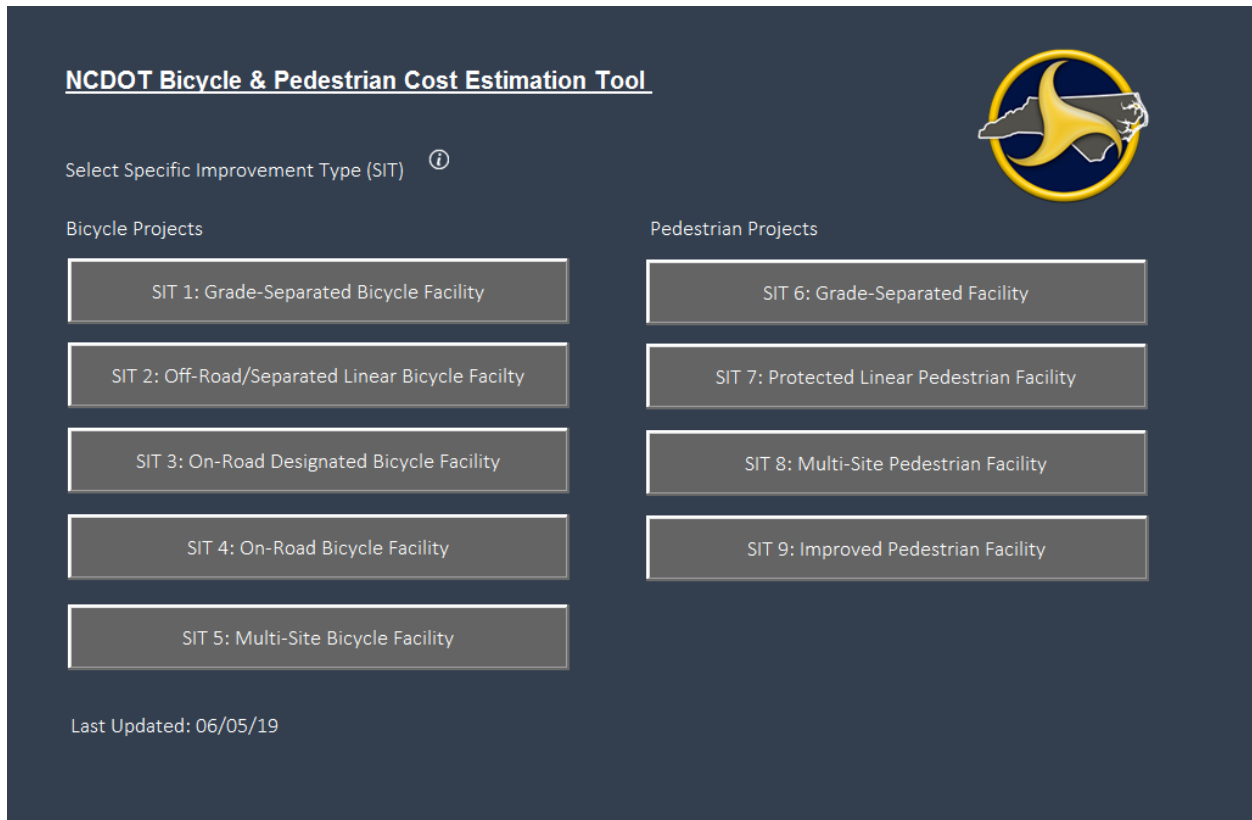 NCDOT Bicycle & Pedestrian Cost Estimation Tool
Select Specific Improvement Type (SIT) i
Bicycle Projects
SIT 1: Grade-Separated Bicycle Facility
SIT 2: Off-Road/Separated Linear Bicycle Facilty
SIT 3: On-Road Designated Bicycle Facility
SIT 4: On-Road Bicycle Facility
SIT 5: Multi-Site Bicycle Facility
Pedestrian Projects
SIT 6: Grade-Separated Facility
SIT 7: Protected Linear Pedestrian Facility
SIT 8: Multi-Site Pedestrian Facility
SIT 9: Improved Pedestrian Facility
Last Updated: 06/05/19